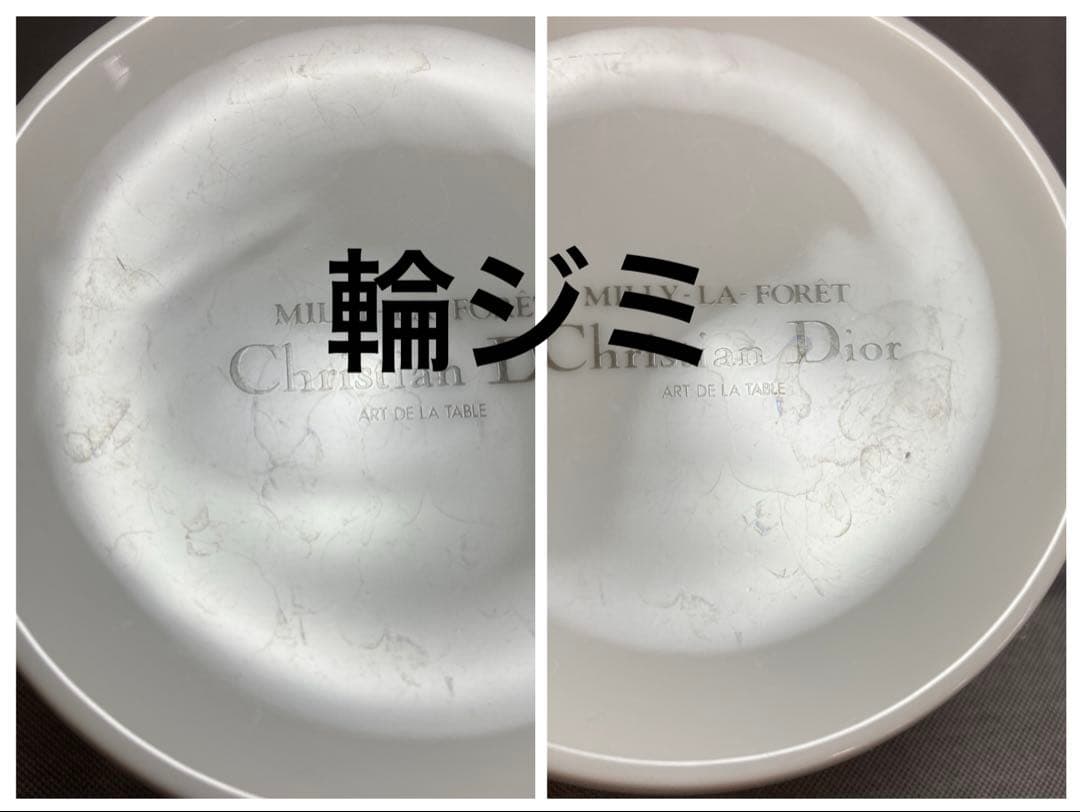 輪ジミ
MILLY-LA-FORÊT
Christian D
ART DE LA TABLE
MILLY-LA-FORÊT
Christian Dior
ART DE LA TABLE